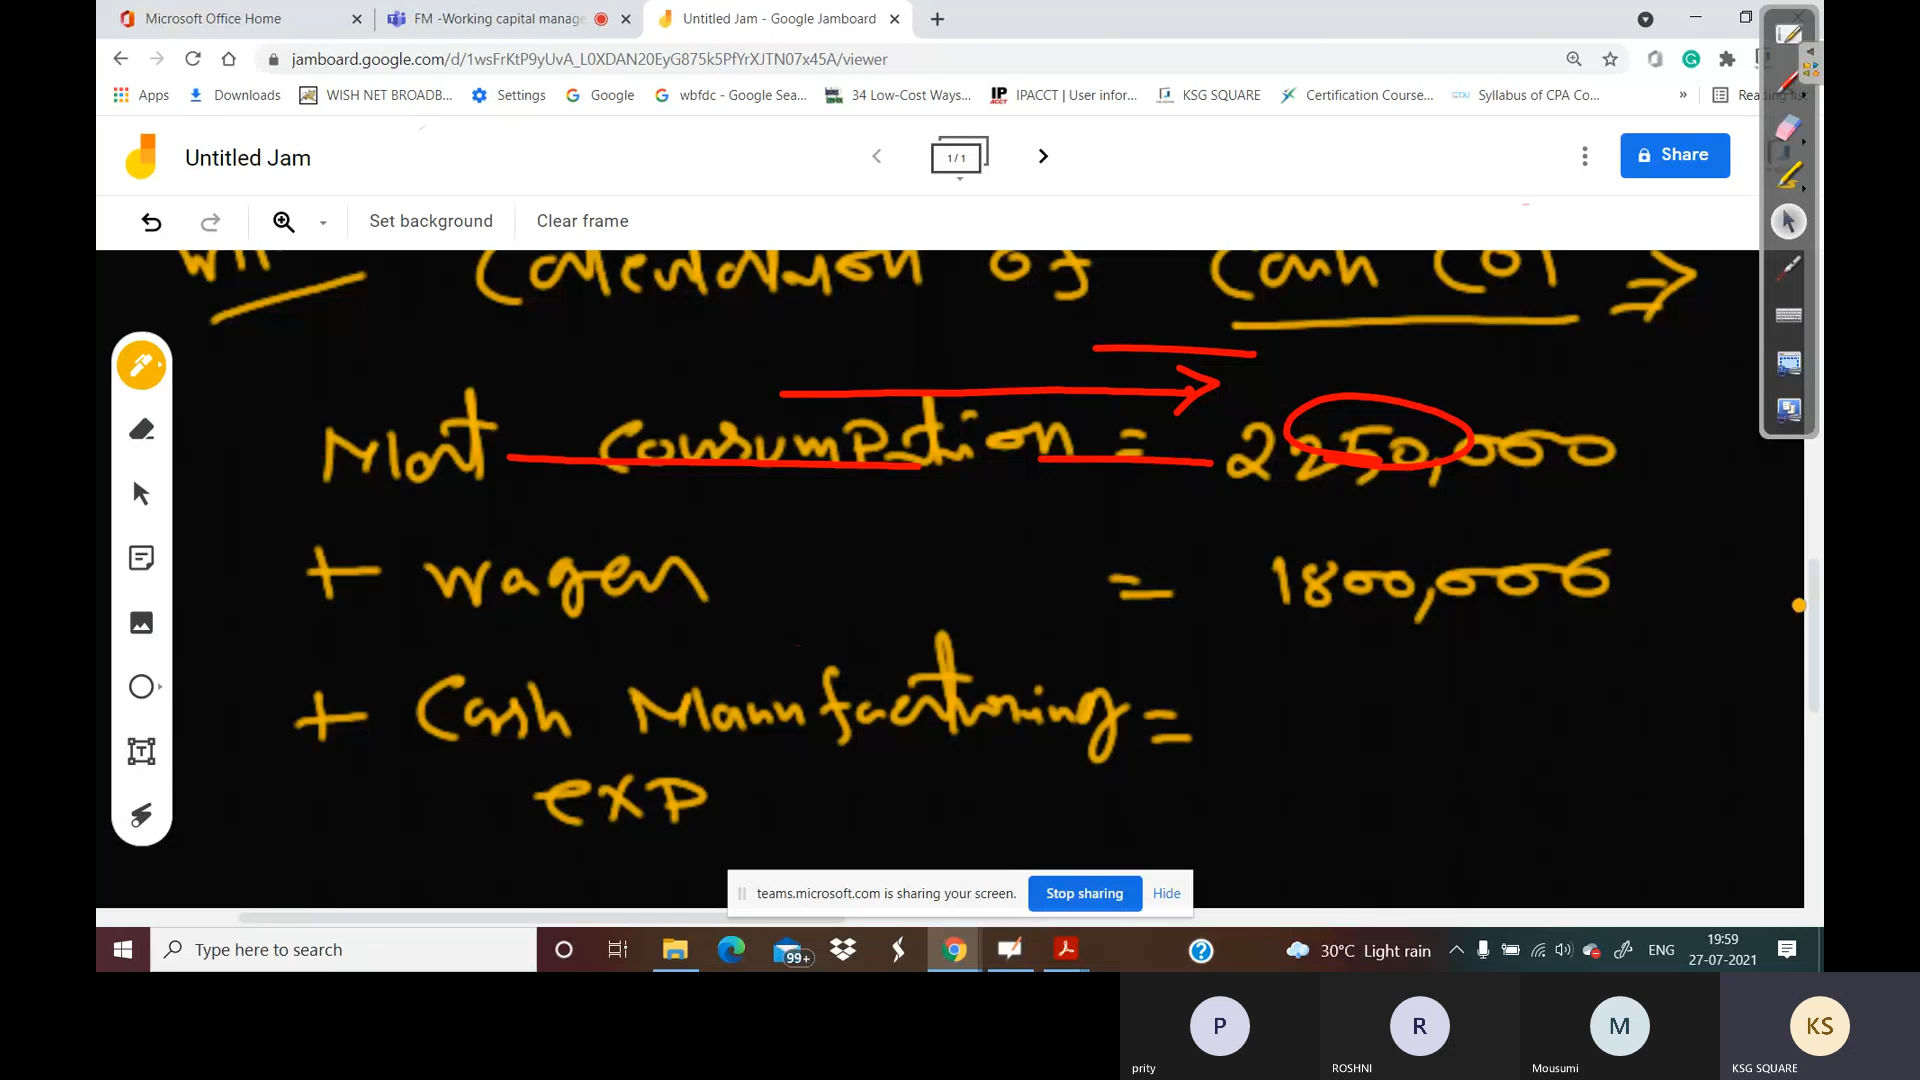 Microsoft Office Home
FM -Working capital manage
Untitled Jam - Google Jamboard
jamboard.google.com/d/1wsFrKtP9yUvA_L0XDAN20EyG875k5PfYrXJTN07x45A/viewer
Apps
Downloads
WISH NET BROADB...
Settings
Google
wbfdc - Google Sea...
34 Low-Cost Ways...
IPACCT | User infor...
KSG SQUARE
Certification Course...
Syllabus of CPA Co...
»
Reading list
Untitled Jam
1 / 1
Share
Set background
Clear frame
Calculation of Cash COP ⇒
Mat Consumption = 2250,000
+ wages = 1800,000
+ Cash Manufacturing =
exp
teams.microsoft.com is sharing your screen.
Stop sharing
Hide
Type here to search
99+
30°C Light rain
ENG
19:59
27-07-2021
P
R
M
KS
prity
ROSHNI
Mousumi
KSG SQUARE